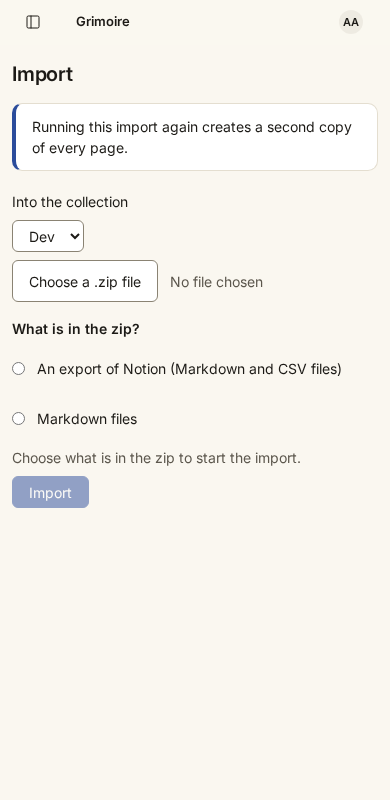 Grimoire
AA
Import
Running this import again creates a second copy
of every page.
Into the collection
Dev
Choose a .zip file
No file chosen
What is in the zip?
An export of Notion (Markdown and CSV files)
Markdown files
Choose what is in the zip to start the import.
Import